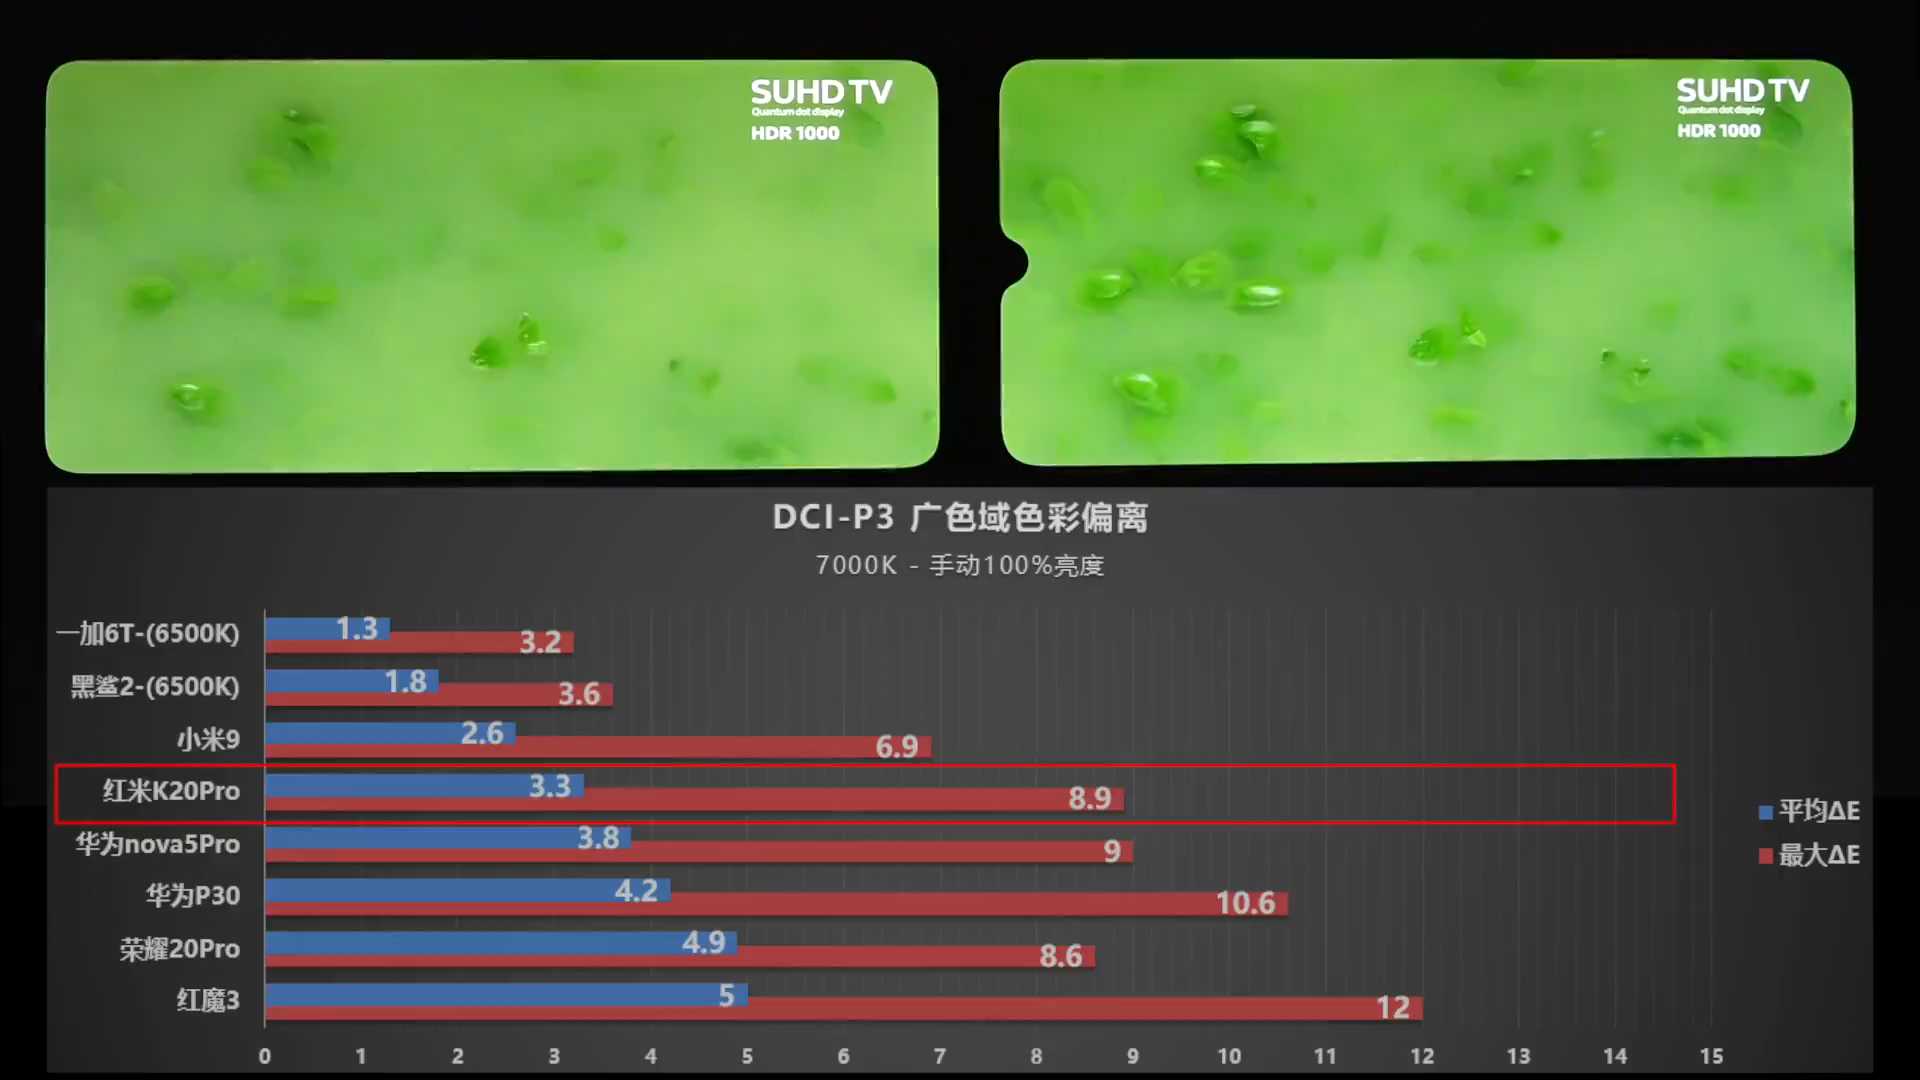 SUHD TV
Quantum dot display
HDR 1000
SUHD TV
Quantum dot display
HDR 1000
DCI-P3 广色域色彩偏离
7000K - 手动100%亮度
一加6T-(6500K) 1.3 3.2
黑鲨2-(6500K) 1.8 3.6
小米9 2.6 6.9
红米K20Pro 3.3 8.9
华为nova5Pro 3.8 9
华为P30 4.2 10.6
荣耀20Pro 4.9 8.6
红魔3 5 12
平均ΔE
最大ΔE
0 1 2 3 4 5 6 7 8 9 10 11 12 13 14 15